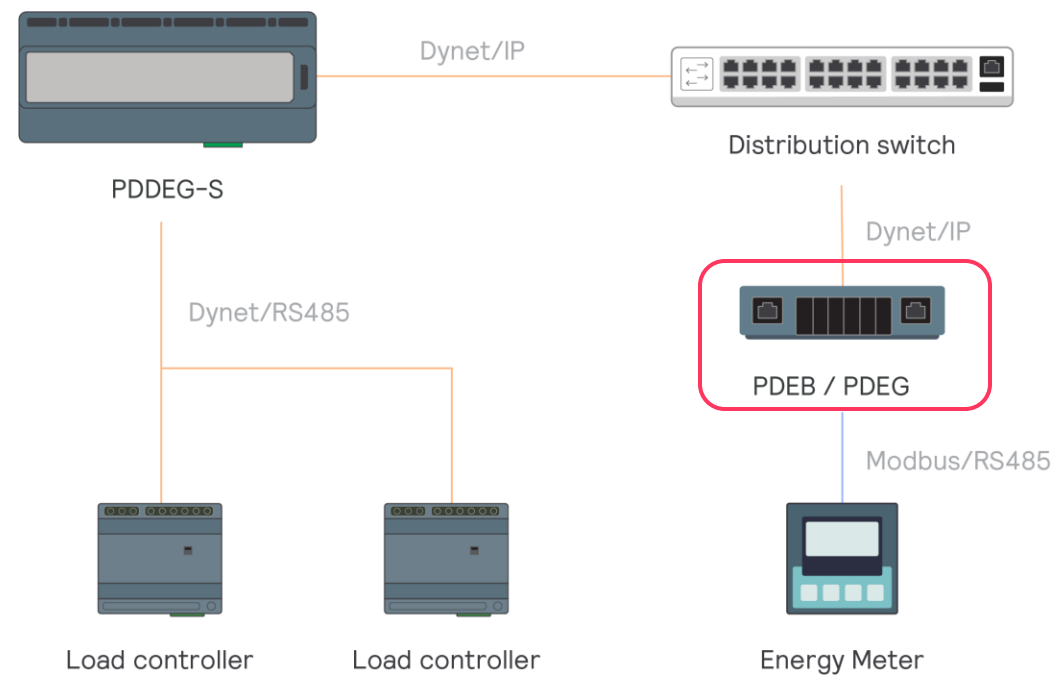 Dynet/IP
Distribution switch
PDDEG-S
Dynet/IP
Dynet/RS485
PDEB / PDEG
Modbus/RS485
Load controller
Load controller
Energy Meter